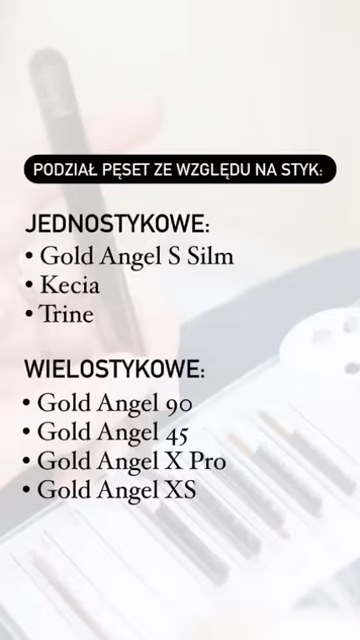 PODZIAŁ PĘSET ZE WZGLĘDU NA STYK:
JEDNOSTYKOWE:
• Gold Angel S Silm
• Kecia
• Trine
WIELOSTYKOWE:
• Gold Angel 90
• Gold Angel 45
• Gold Angel X Pro
• Gold Angel XS